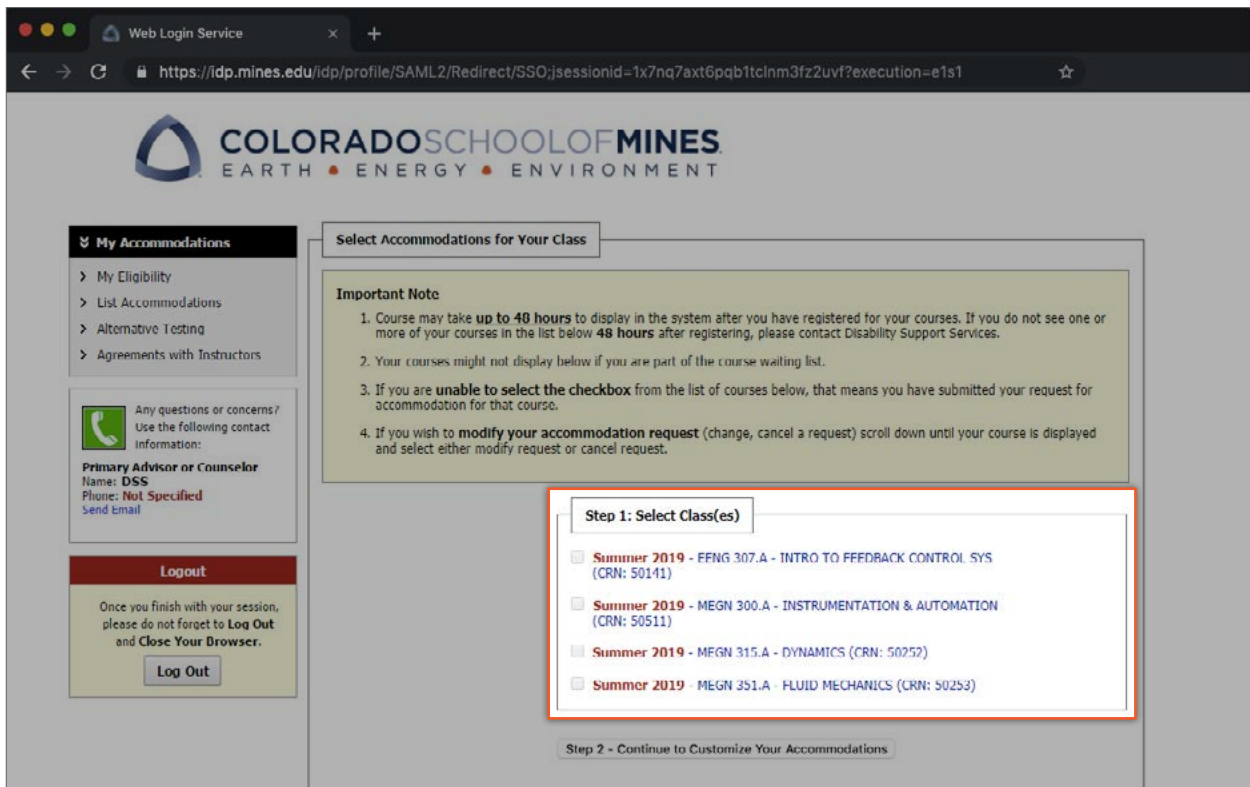 Web Login Service
https://idp.mines.edu/idp/profile/SAML2/Redirect/SSO;jsessionid=1x7nq7axt6pqb1tclnm3fz2uvf?execution=e1s1
COLORADOSCHOOLOFMINES
EARTH • ENERGY • ENVIRONMENT
My Accommodations
My Eligibility
List Accommodations
Alternative Testing
Agreements with Instructors
Any questions or concerns?
Use the following contact
information:
Primary Advisor or Counselor
Name: DSS
Phone: Not Specified
Send Email
Logout
Once you finish with your session,
please do not forget to Log Out
and Close Your Browser.
Log Out
Select Accommodations for Your Class
Important Note
1. Course may take up to 48 hours to display in the system after you have registered for your courses. If you do not see one or
more of your courses in the list below 48 hours after registering, please contact Disability Support Services.
2. Your courses might not display below if you are part of the course waiting list.
3. If you are unable to select the checkbox from the list of courses below, that means you have submitted your request for
accommodation for that course.
4. If you wish to modify your accommodation request (change, cancel a request) scroll down until your course is displayed
and select either modify request or cancel request.
Step 1: Select Class(es)
Summer 2019 - EENG 307.A - INTRO TO FEEDBACK CONTROL SYS
(CRN: 50141)
Summer 2019 - MEGN 300.A - INSTRUMENTATION & AUTOMATION
(CRN: 50511)
Summer 2019 - MEGN 315.A - DYNAMICS (CRN: 50252)
Summer 2019 - MEGN 351.A - FLUID MECHANICS (CRN: 50253)
Step 2 - Continue to Customize Your Accommodations